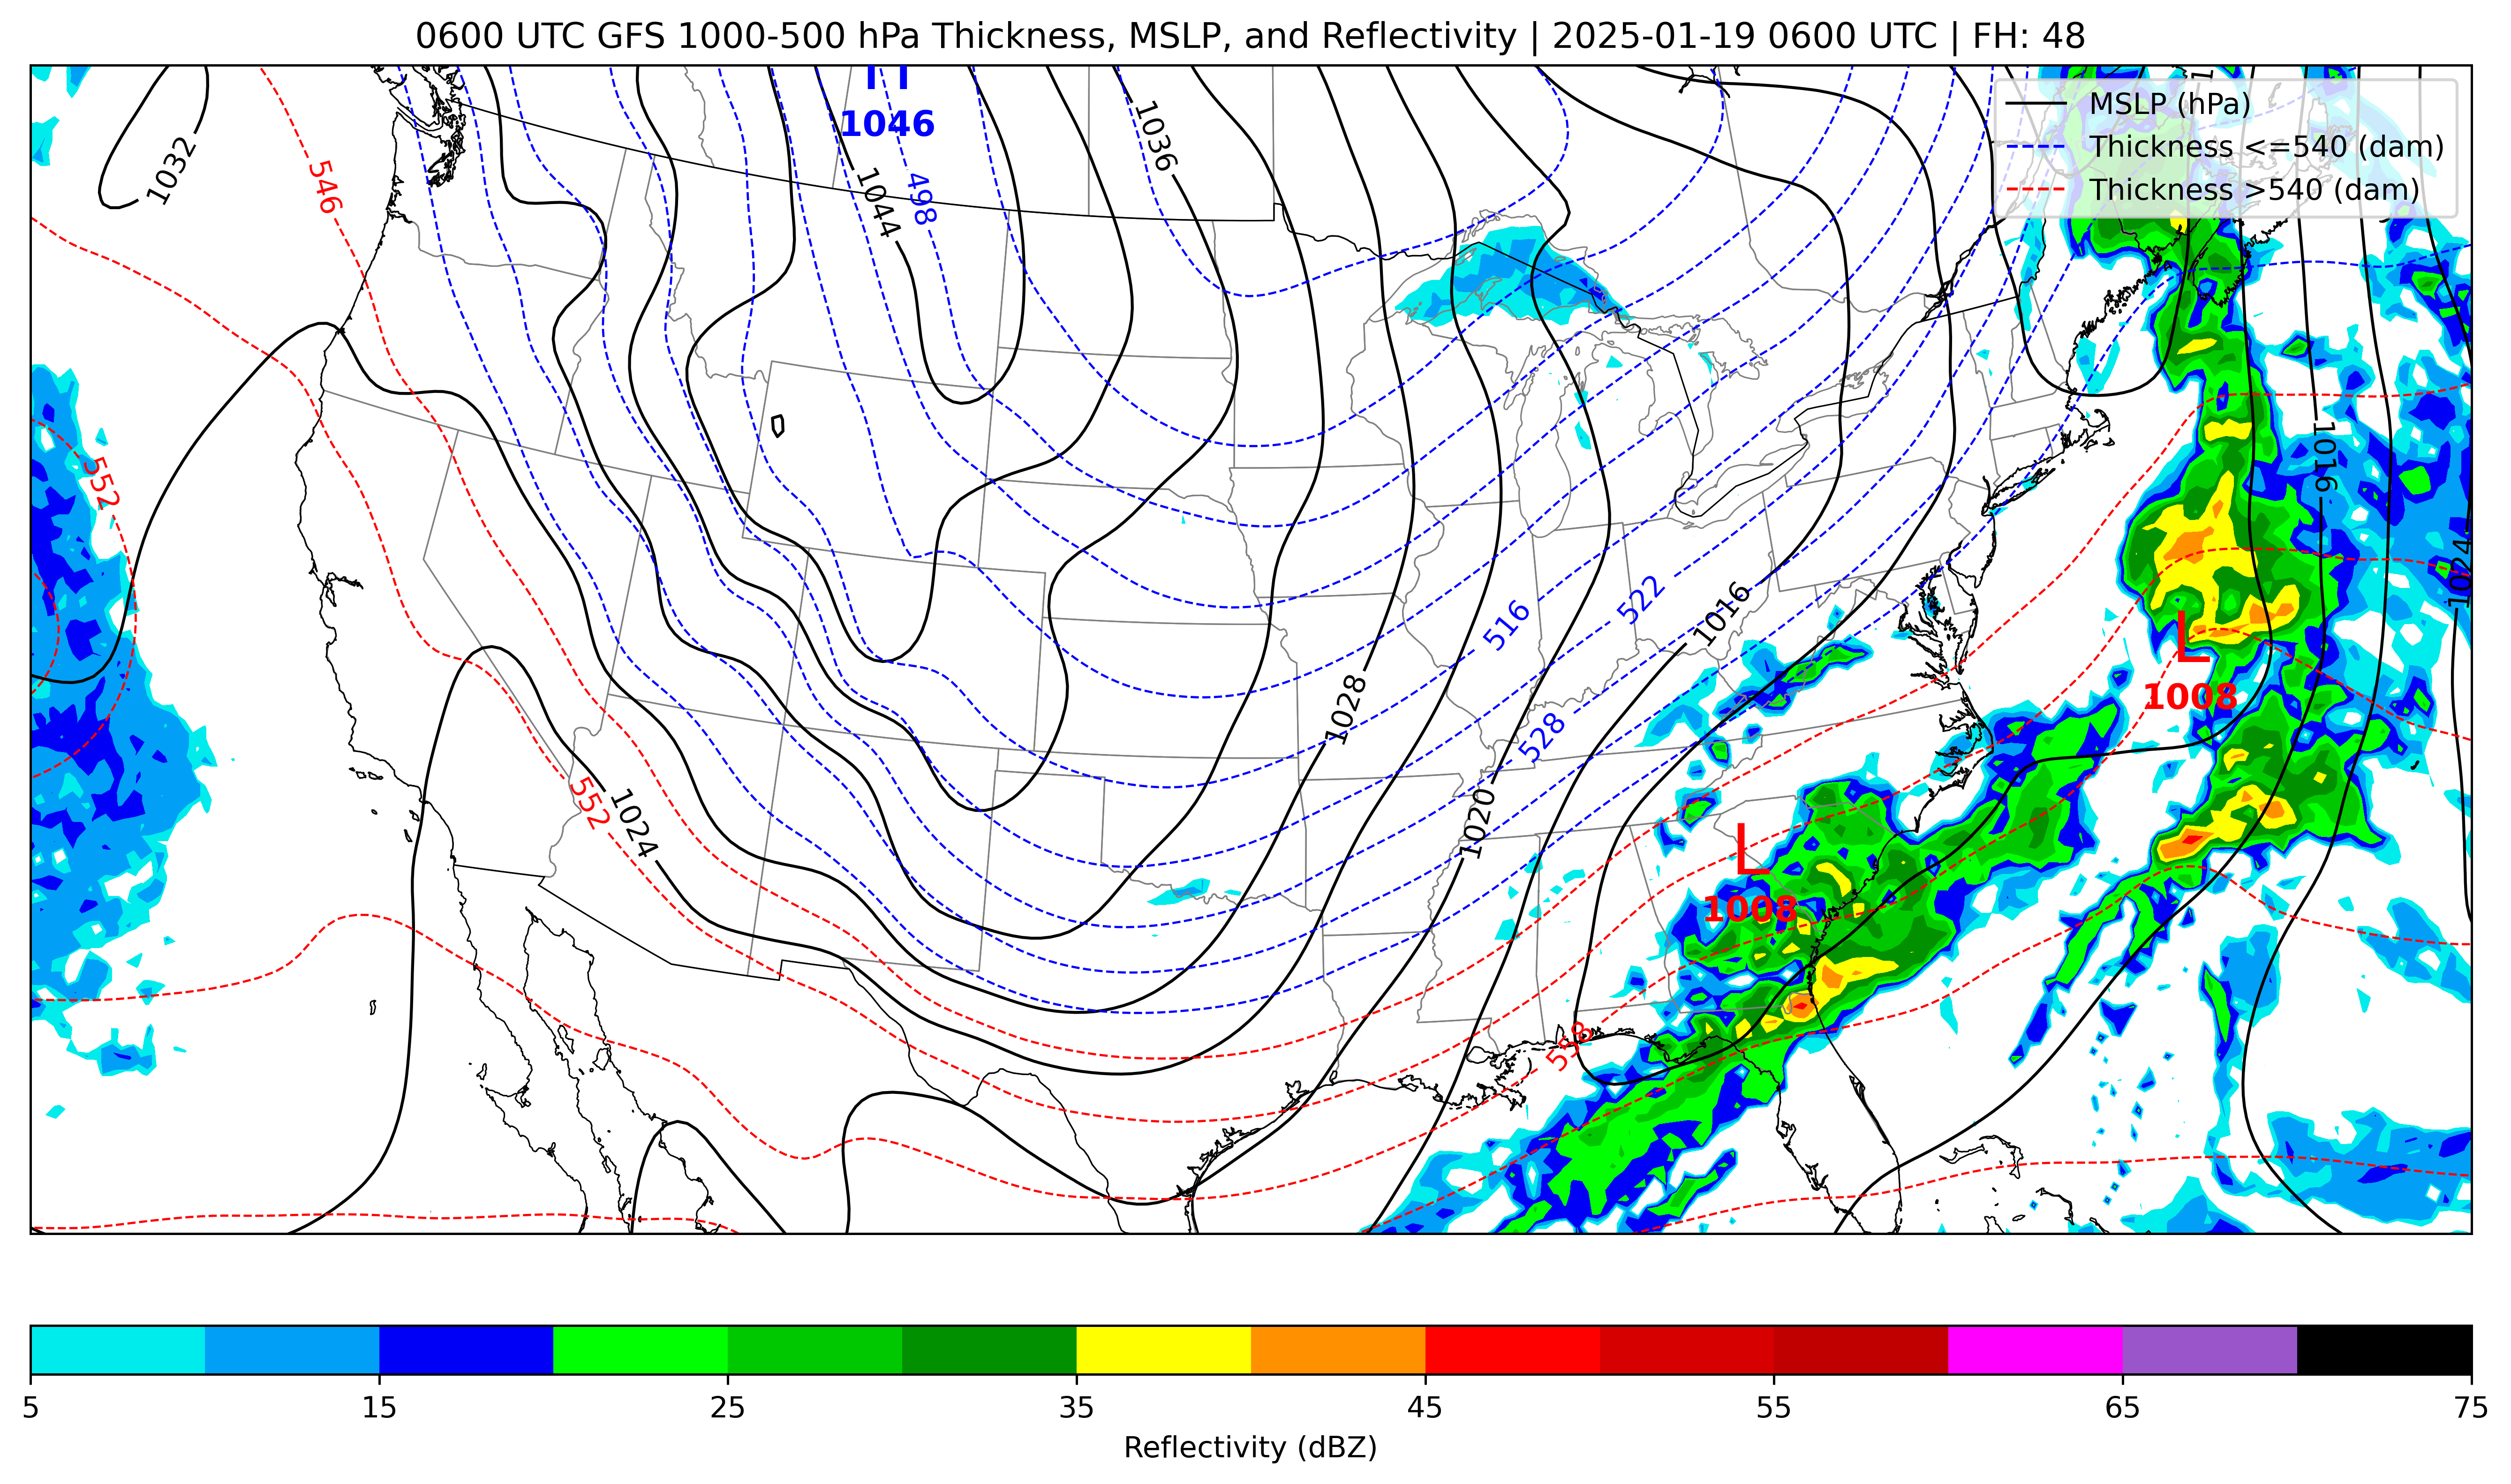 0600 UTC GFS 1000-500 hPa Thickness, MSLP, and Reflectivity | 2025-01-19 0600 UTC | FH: 48
MSLP (hPa)
Thickness <=540 (dam)
Thickness >540 (dam)
1046
1032
546
1044
498
1036
552
1016
1024
516
522
1016
1028
528
1020
L
1008
552
1024
L
1008
558
5 15 25 35 45 55 65 75
Reflectivity (dBZ)